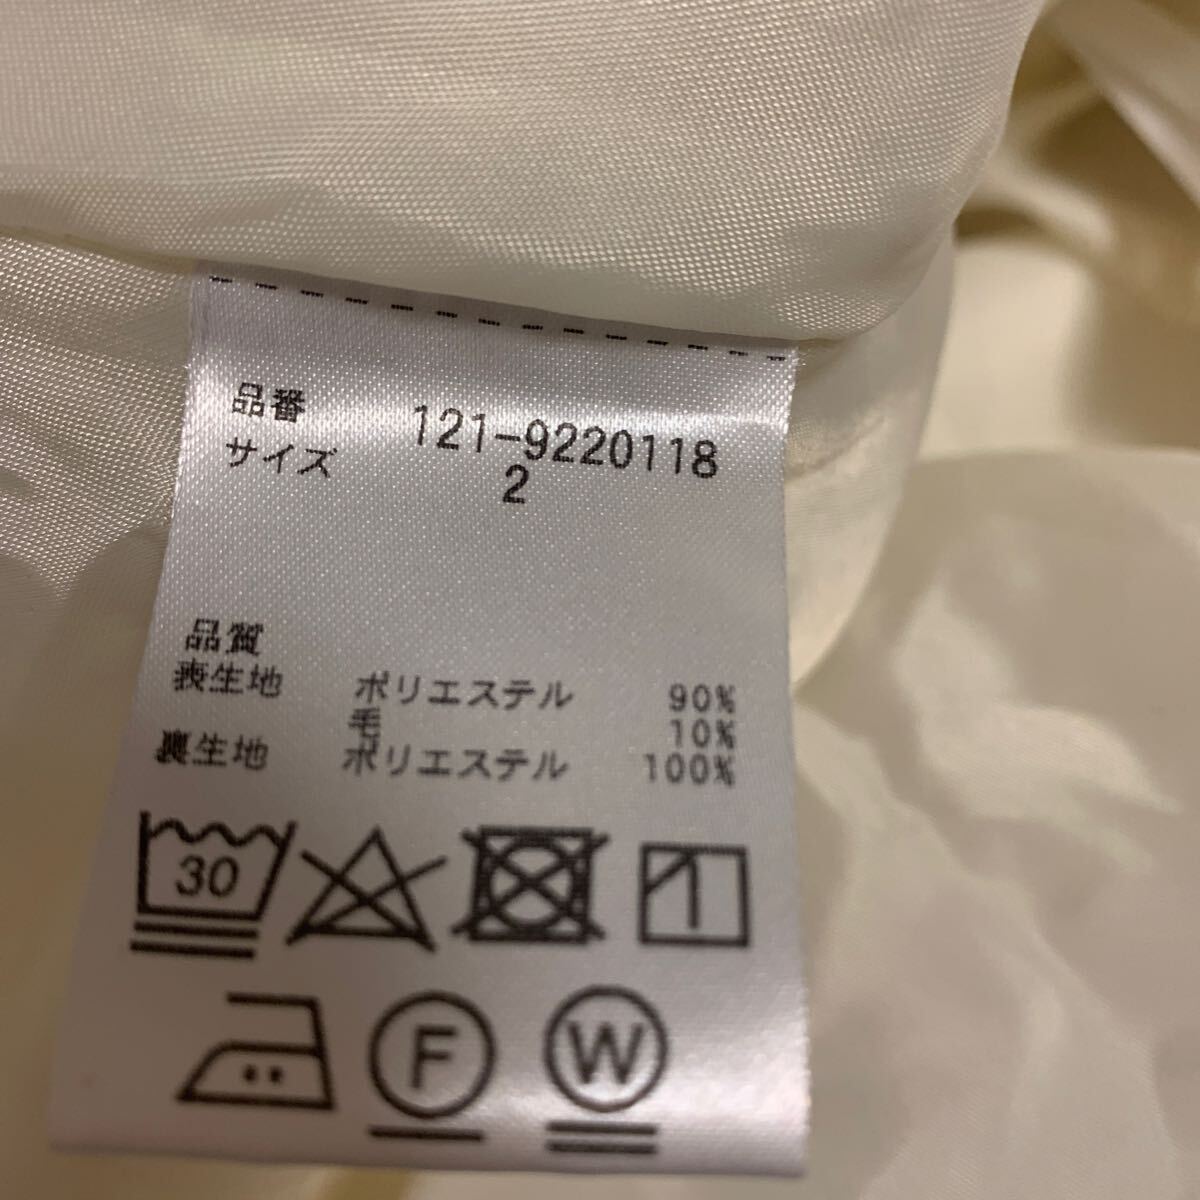 品番 121-9220118
サイズ 2
品質
表生地 ポリエステル 90%
毛 10%
裏生地 ポリエステル 100%
30
1
F
W